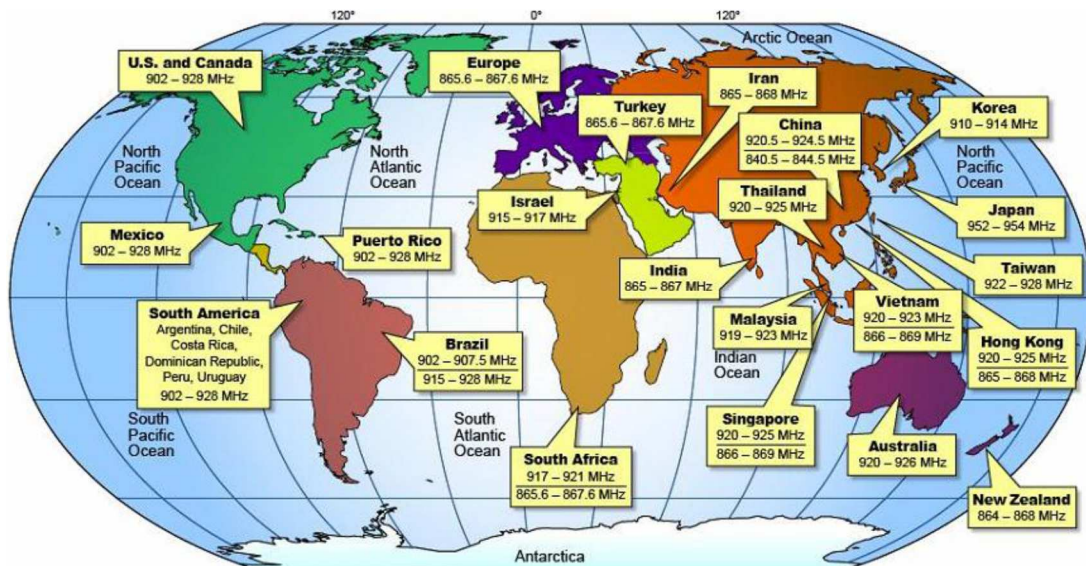 120°
0°
120°
Arctic Ocean
U.S. and Canada
902 – 928 MHz
Europe
865.6 – 867.6 MHz
Iran
865 – 868 MHz
Turkey
865.6 – 867.6 MHz
China
920.5 – 924.5 MHz
840.5 – 844.5 MHz
Korea
910 – 914 MHz
North
Pacific
Ocean
North
Atlantic
Ocean
North
Pacific
Ocean
Israel
915 – 917 MHz
Thailand
920 – 925 MHz
Japan
952 – 954 MHz
Mexico
902 – 928 MHz
Puerto Rico
902 – 928 MHz
India
865 – 867 MHz
Taiwan
922 – 928 MHz
South America
Argentina, Chile,
Costa Rica,
Dominican Republic,
Peru, Uruguay
902 – 928 MHz
Brazil
902 – 907.5 MHz
915 – 928 MHz
Malaysia
919 – 923 MHz
Vietnam
920 – 923 MHz
866 – 869 MHz
Hong Kong
920 – 925 MHz
865 – 868 MHz
Indian
Ocean
South
Pacific
Ocean
South
Atlantic
Ocean
South Africa
917 – 921 MHz
865.6 – 867.6 MHz
Singapore
920 – 925 MHz
866 – 869 MHz
Australia
920 – 926 MHz
New Zealand
864 – 868 MHz
Antarctica